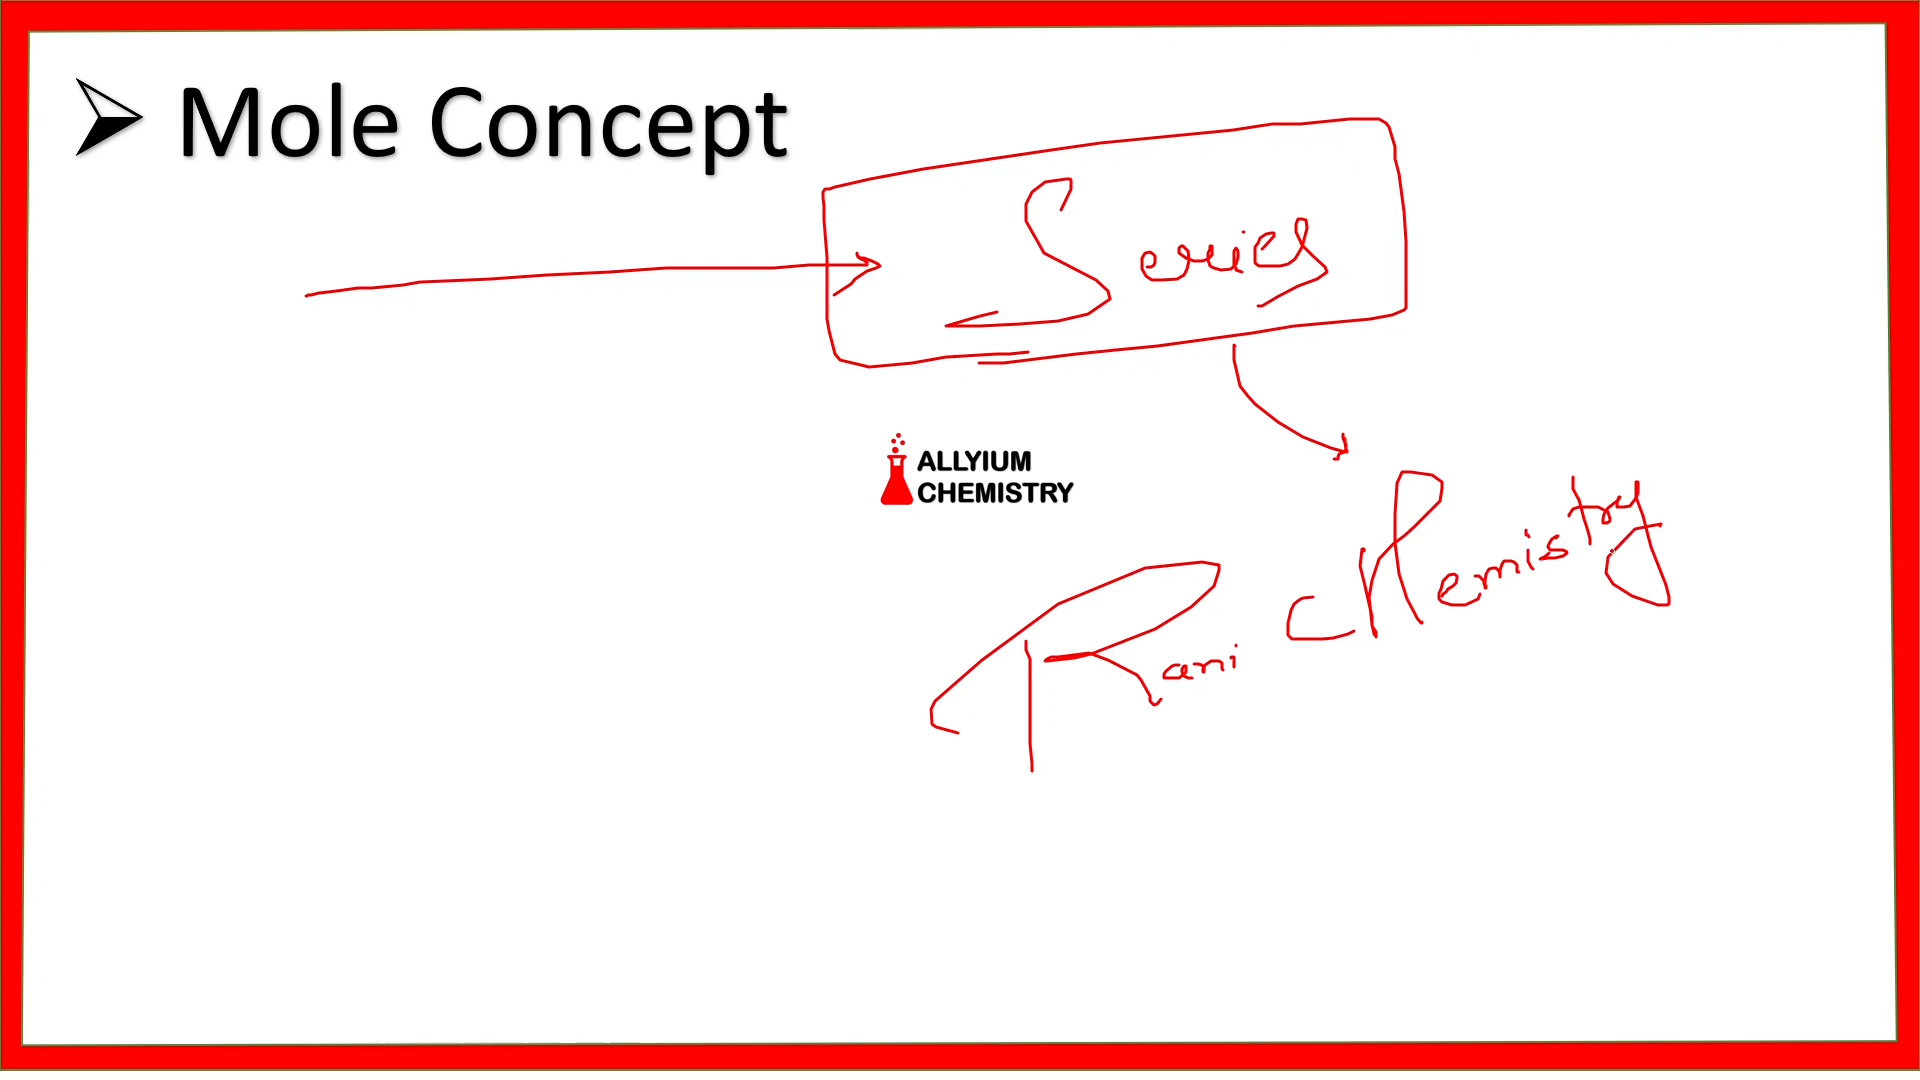 Mole Concept
Series
ALLYIUM
CHEMISTRY
Rani cHemistry